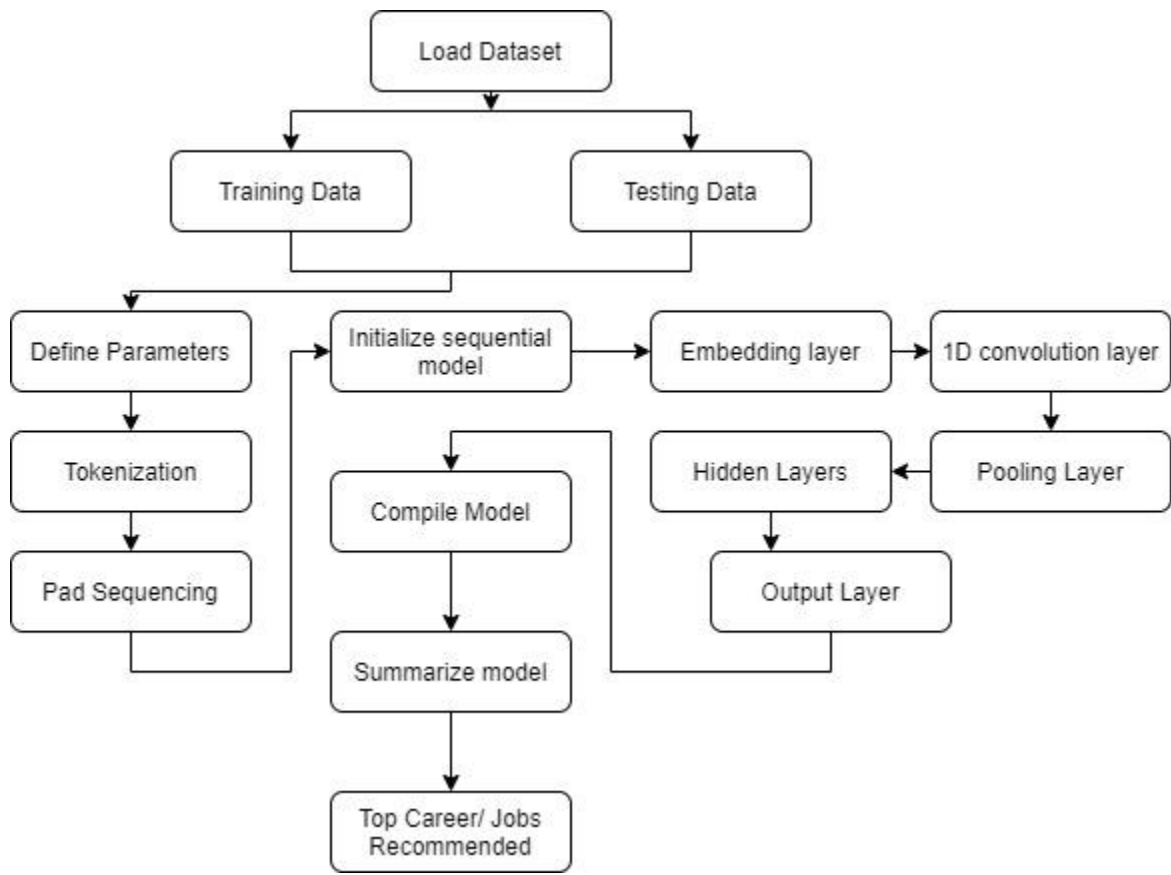 Load Dataset
Training Data
Testing Data
Define Parameters
Initialize sequential
model
Embedding layer
1D convolution layer
Tokenization
Compile Model
Hidden Layers
Pooling Layer
Pad Sequencing
Output Layer
Summarize model
Top Career/ Jobs
Recommended